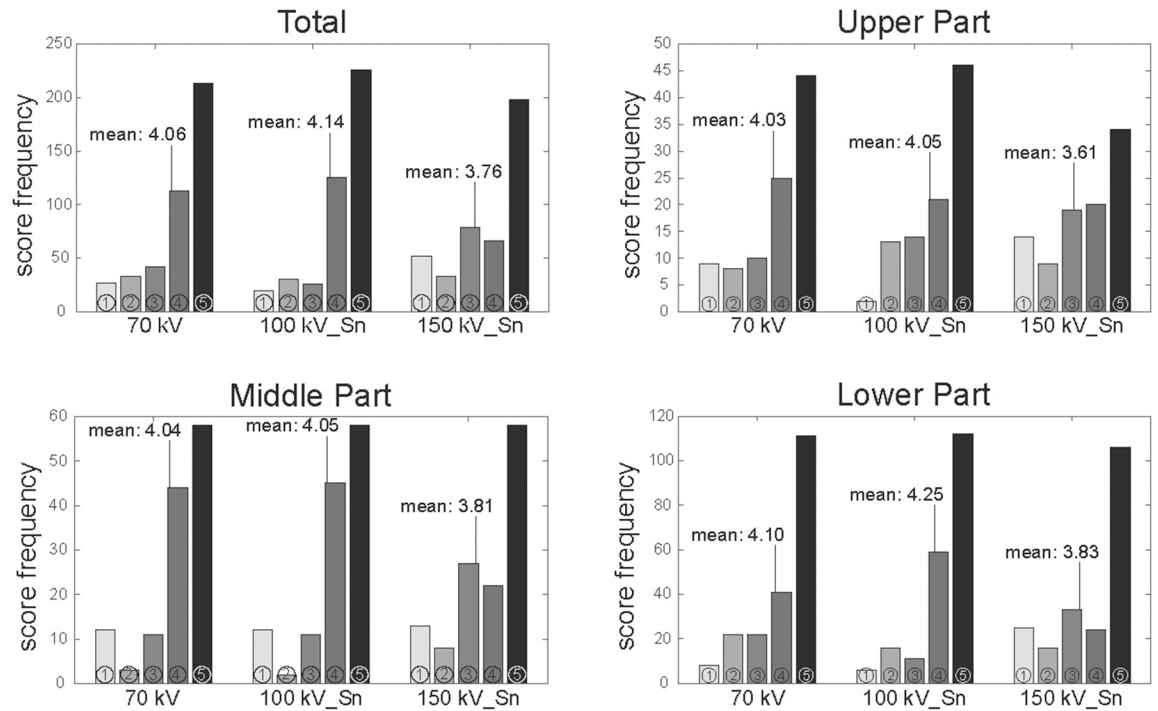 Total
score frequency
250
200
150
100
50
0
mean: 4.06
mean: 4.14
mean: 3.76
1 2 3 4 5
1 2 3 4 5
1 2 3 4 5
70 kV
100 kV_Sn
150 kV_Sn
Upper Part
score frequency
50
45
40
35
30
25
20
15
10
5
0
mean: 4.03
mean: 4.05
mean: 3.61
1 2 3 4 5
1 2 3 4 5
1 2 3 4 5
70 kV
100 kV_Sn
150 kV_Sn
Middle Part
score frequency
60
50
40
30
20
10
0
mean: 4.04
mean: 4.05
mean: 3.81
1 2 3 4 5
1 2 3 4 5
1 2 3 4 5
70 kV
100 kV_Sn
150 kV_Sn
Lower Part
score frequency
120
100
80
60
40
20
0
mean: 4.10
mean: 4.25
mean: 3.83
1 2 3 4 5
1 2 3 4 5
1 2 3 4 5
70 kV
100 kV_Sn
150 kV_Sn